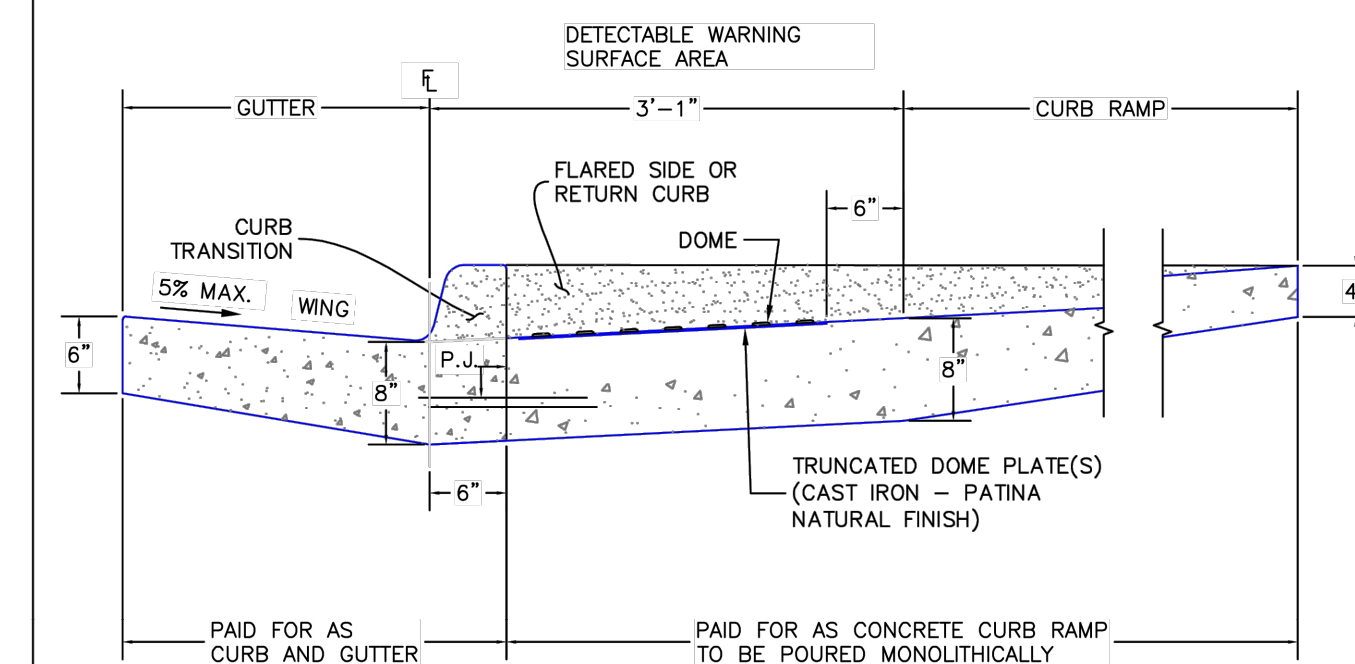 DETECTABLE WARNING
SURFACE AREA
FL
GUTTER
3'-1"
CURB RAMP
FLARED SIDE OR
RETURN CURB
6"
CURB
TRANSITION
DOME
5% MAX.
WING
4
6"
P.J.
8"
8"
TRUNCATED DOME PLATE(S)
(CAST IRON – PATINA
NATURAL FINISH)
6"
PAID FOR AS
CURB AND GUTTER
PAID FOR AS CONCRETE CURB RAMP
TO BE POURED MONOLITHICALLY